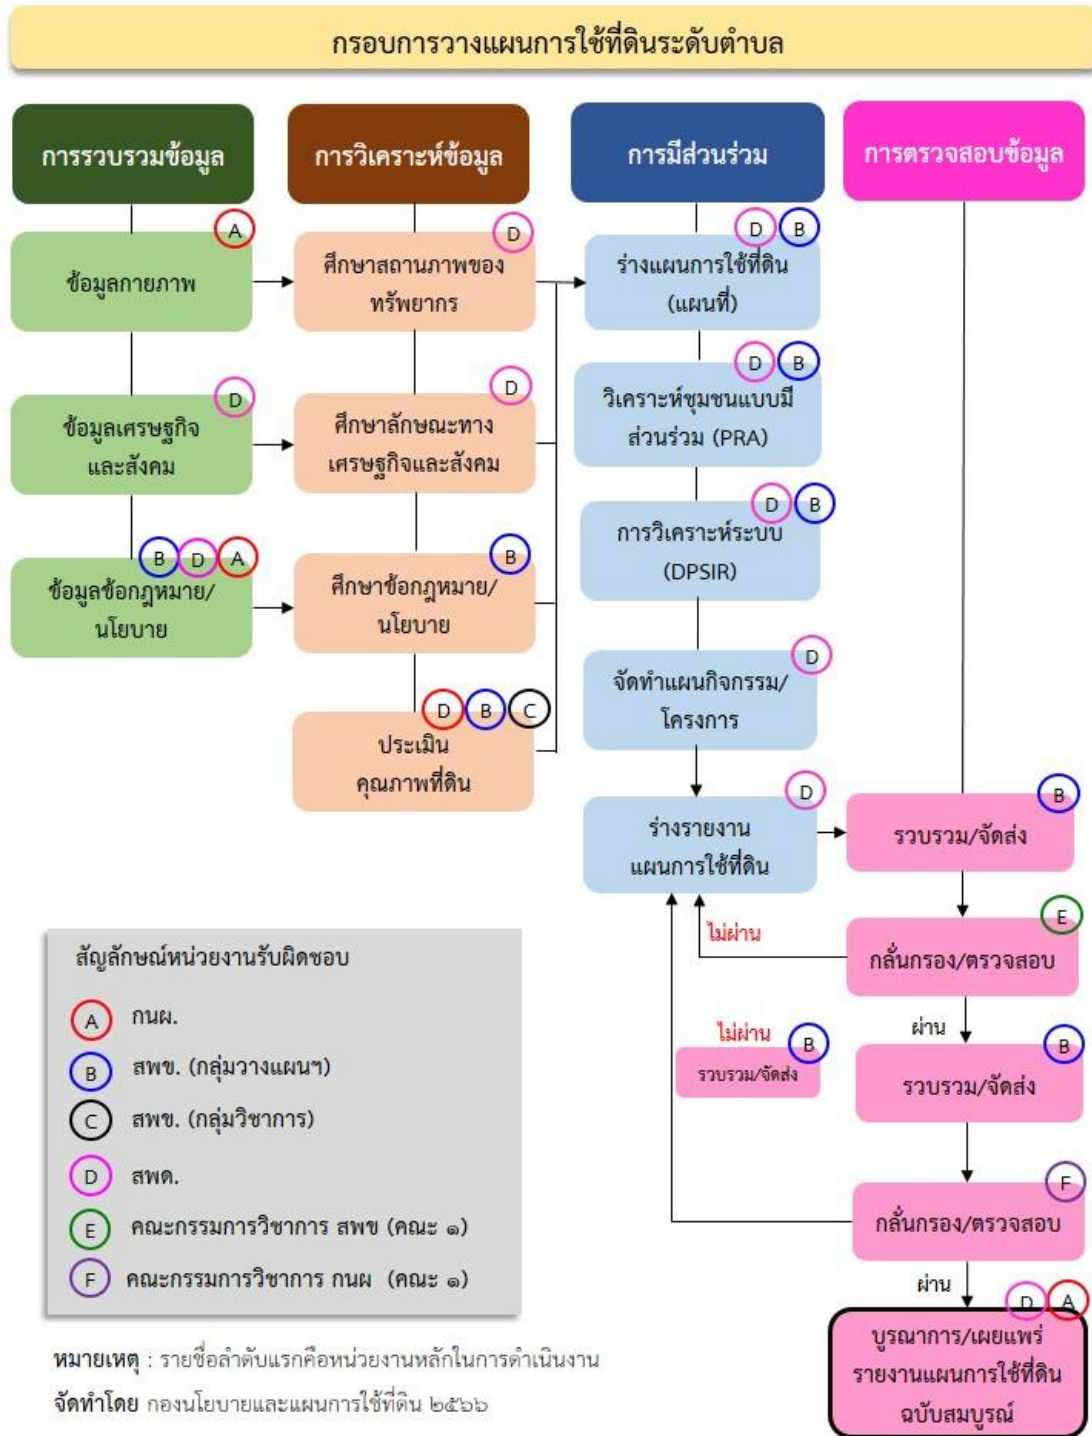 กรอบการวางแผนการใช้ที่ดินระดับตำบล
การรวบรวมข้อมูล
A
ข้อมูลกายภาพ
D
ข้อมูลเศรษฐกิจ
และสังคม
B D A
ข้อมูลข้อกฎหมาย/
นโยบาย
การวิเคราะห์ข้อมูล
D
ศึกษาสถานภาพของ
ทรัพยากร
D
ศึกษาลักษณะทาง
เศรษฐกิจและสังคม
B
ศึกษาข้อกฎหมาย/
นโยบาย
D B C
ประเมิน
คุณภาพที่ดิน
การมีส่วนร่วม
D B
ร่างแผนการใช้ที่ดิน
(แผนที่)
D B
วิเคราะห์ชุมชนแบบมี
ส่วนร่วม (PRA)
D B
การวิเคราะห์ระบบ
(DPSIR)
D
จัดทำแผนกิจกรรม/
โครงการ
D
ร่างรายงาน
แผนการใช้ที่ดิน
การตรวจสอบข้อมูล
B
รวบรวม/จัดส่ง
E
กลั่นกรอง/ตรวจสอบ
ไม่ผ่าน
ผ่าน
B
รวบรวม/จัดส่ง
ไม่ผ่าน
B
รวบรวม/จัดส่ง
F
กลั่นกรอง/ตรวจสอบ
ผ่าน
D A
บูรณาการ/เผยแพร่
รายงานแผนการใช้ที่ดิน
ฉบับสมบูรณ์
สัญลักษณ์หน่วยงานรับผิดชอบ
A กนผ.
B สพข. (กลุ่มวางแผนฯ)
C สพข. (กลุ่มวิชาการ)
D สพด.
E คณะกรรมการวิชาการ สพข (คณะ ๑)
F คณะกรรมการวิชาการ กนผ (คณะ ๑)
หมายเหตุ : รายชื่อลำดับแรกคือหน่วยงานหลักในการดำเนินงาน
จัดทำโดย กองนโยบายและแผนการใช้ที่ดิน ๒๕๖๖